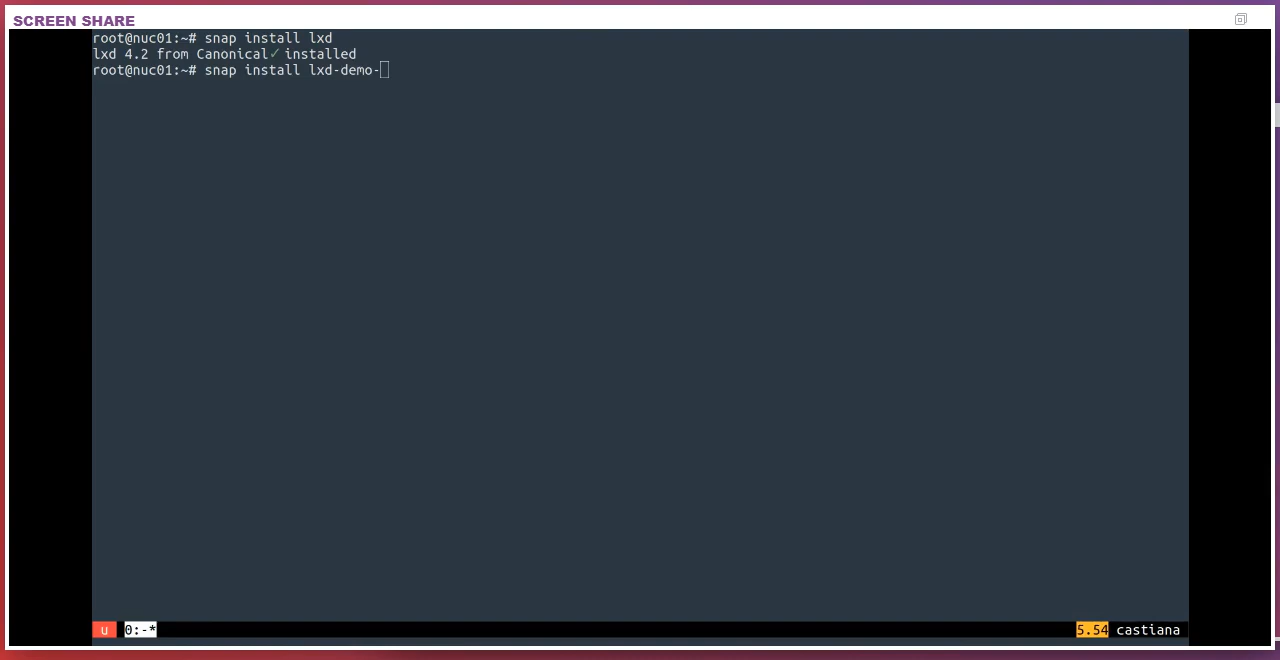 SCREEN SHARE
root@nuc01:~# snap install lxd
lxd 4.2 from Canonical✓ installed
root@nuc01:~# snap install lxd-demo-
u 0:-* 5.54 castiana